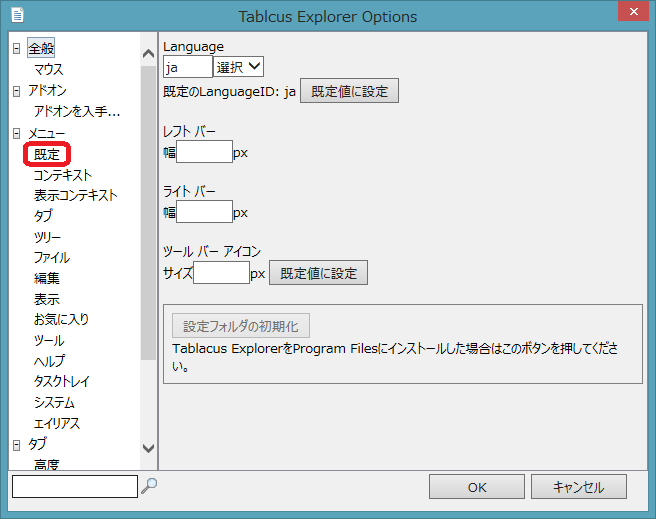 Tablcus Explorer Options
全般
マウス
アドオン
アドオンを入手...
メニュー
既定
コンテキスト
表示コンテキスト
タブ
ツリー
ファイル
編集
表示
お気に入り
ツール
ヘルプ
タスクトレイ
システム
エイリアス
タブ
高度
Language
ja 選択
既定のLanguageID: ja 既定値に設定
レフト バー
幅 px
ライト バー
幅 px
ツール バー アイコン
サイズ px 既定値に設定
設定フォルダの初期化
Tablacus ExplorerをProgram Filesにインストールした場合はこのボタンを押してくださ
い。
OK キャンセル